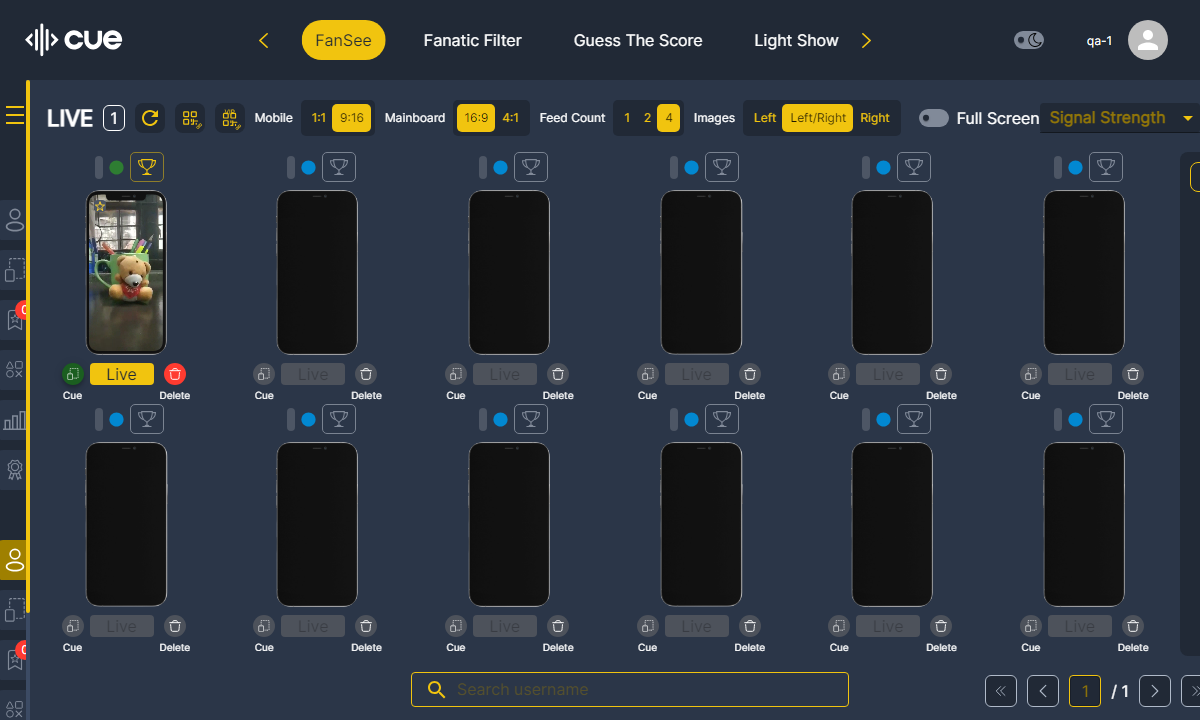 cue
FanSee
Fanatic Filter
Guess The Score
Light Show
qa-1
LIVE 1
Mobile 1:1 9:16
Mainboard 16:9 4:1
Feed Count 1 2 4
Images Left Left/Right Right
Full Screen
Signal Strength
Live Live Live Live Live Live
Cue Delete Cue Delete Cue Delete Cue Delete Cue Delete Cue Delete
Live Live Live Live Live Live
Cue Delete Cue Delete Cue Delete Cue Delete Cue Delete Cue Delete
Search username
1 / 1